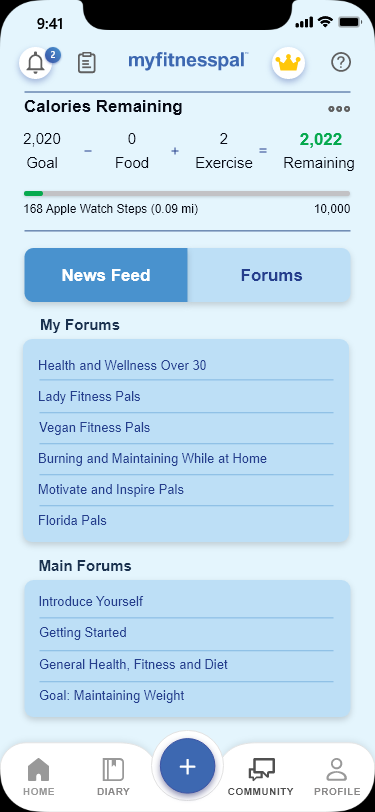 9:41
2
myfitnesspal
?
Calories Remaining
2,020 − 0 + 2 = 2,022
Goal Food Exercise Remaining
168 Apple Watch Steps (0.09 mi) 10,000
News Feed Forums
My Forums
Health and Wellness Over 30
Lady Fitness Pals
Vegan Fitness Pals
Burning and Maintaining While at Home
Motivate and Inspire Pals
Florida Pals
Main Forums
Introduce Yourself
Getting Started
General Health, Fitness and Diet
Goal: Maintaining Weight
+
HOME DIARY COMMUNITY PROFILE